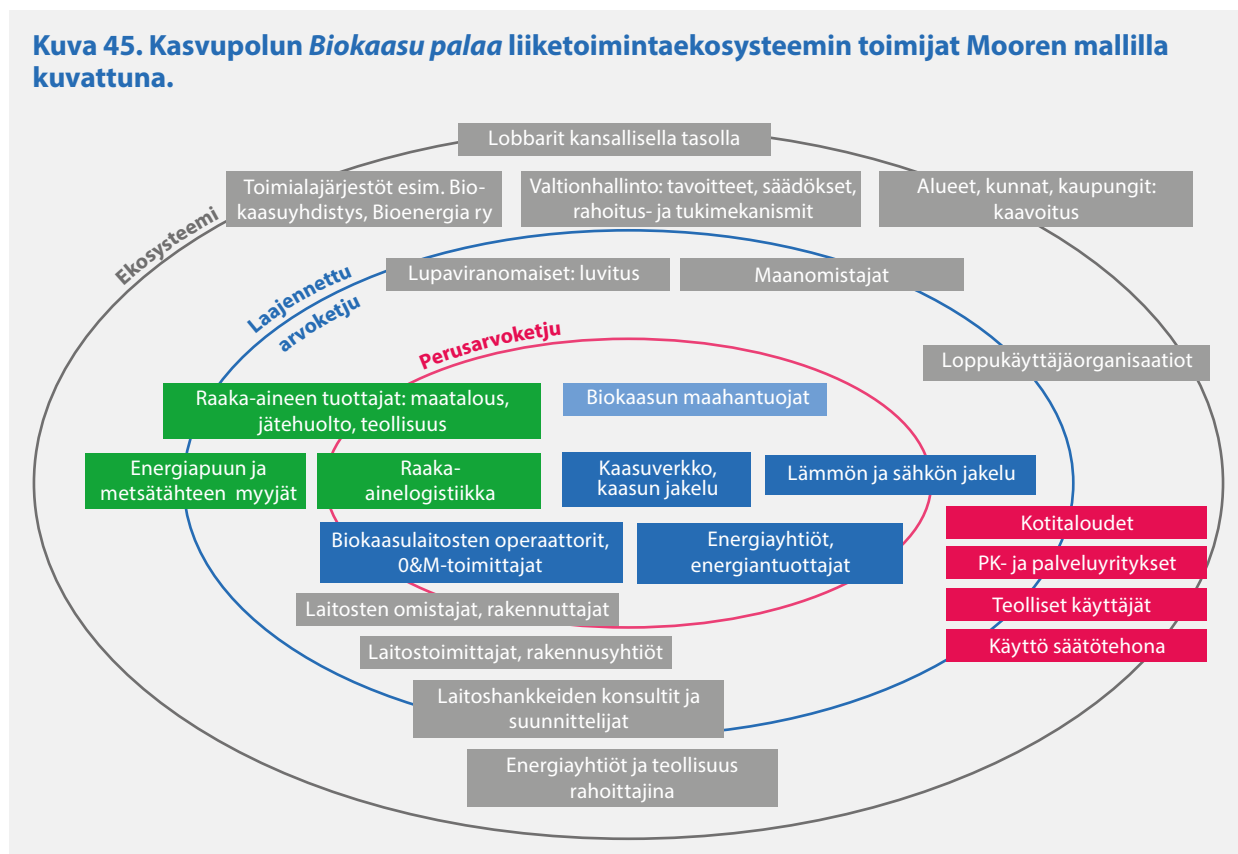 Kuva 45. Kasvupolun Biokaasu palaa liiketoimintaekosysteemin toimijat Mooren mallilla
kuvattuna.
Lobbarit kansallisella tasolla
Toimialajärjestöt esim. Bio-
kaasuyhdistys, Bioenergia ry
Valtionhallinto: tavoitteet, säädökset,
rahoitus- ja tukimekanismit
Alueet, kunnat, kaupungit:
kaavoitus
Ekosysteemi
Laajennettu
arvoketju
Lupaviranomaiset: luvitus
Maanomistajat
Perusarvoketju
Loppukäyttäjäorganisaatiot
Raaka-aineen tuottajat: maatalous,
jätehuolto, teollisuus
Biokaasun maahantuojat
Energiapuun ja
metsätähteen myyjät
Raaka-
ainelogistiikka
Kaasuverkko,
kaasun jakelu
Lämmön ja sähkön jakelu
Biokaasulaitosten operaattorit,
0&M-toimittajat
Energiayhtiöt,
energiantuottajat
Kotitaloudet
PK- ja palveluyritykset
Teolliset käyttäjät
Käyttö säätötehona
Laitosten omistajat, rakennuttajat
Laitostoimittajat, rakennusyhtiöt
Laitoshankkeiden konsultit ja
suunnittelijat
Energiayhtiöt ja teollisuus
rahoittajina